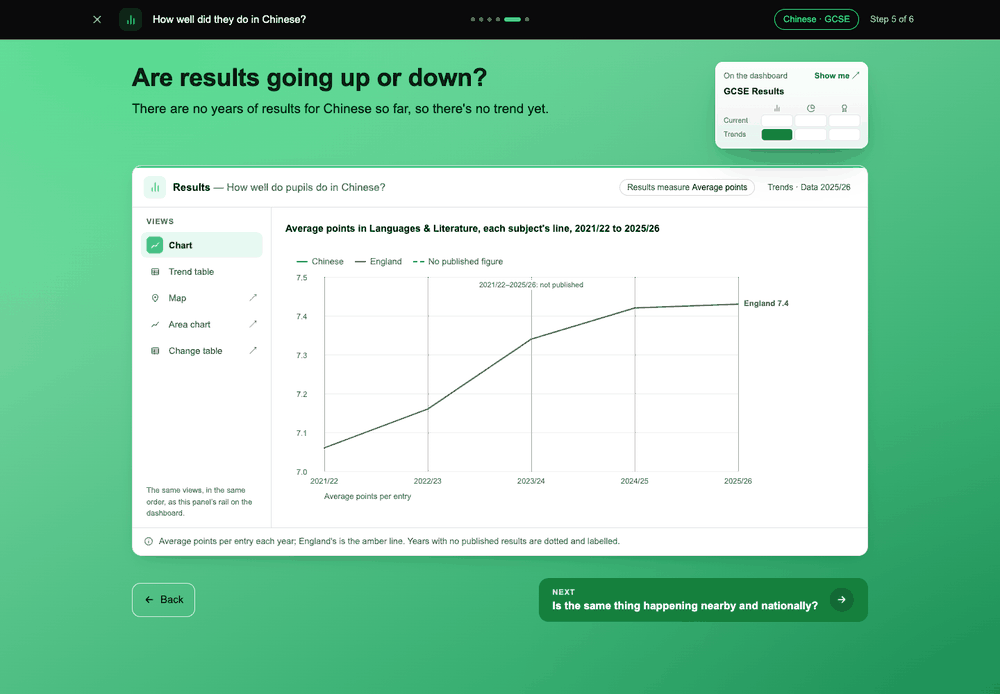 How well did they do in Chinese?
Chinese · GCSE
Step 5 of 6
Are results going up or down?
There are no years of results for Chinese so far, so there's no trend yet.
On the dashboard
Show me
GCSE Results
Current
Trends
Results — How well do pupils do in Chinese?
Results measure Average points
Trends · Data 2025/26
VIEWS
Chart
Trend table
Map
Area chart
Change table
The same views, in the same
order, as this panel's rail on the
dashboard.
Average points in Languages & Literature, each subject's line, 2021/22 to 2025/26
Chinese
England
No published figure
2021/22–2025/26: not published
7.5
7.4
7.3
7.2
7.1
7.0
England 7.4
2021/22
2022/23
2023/24
2024/25
2025/26
Average points per entry
Average points per entry each year; England's is the amber line. Years with no published results are dotted and labelled.
Back
NEXT
Is the same thing happening nearby and nationally?